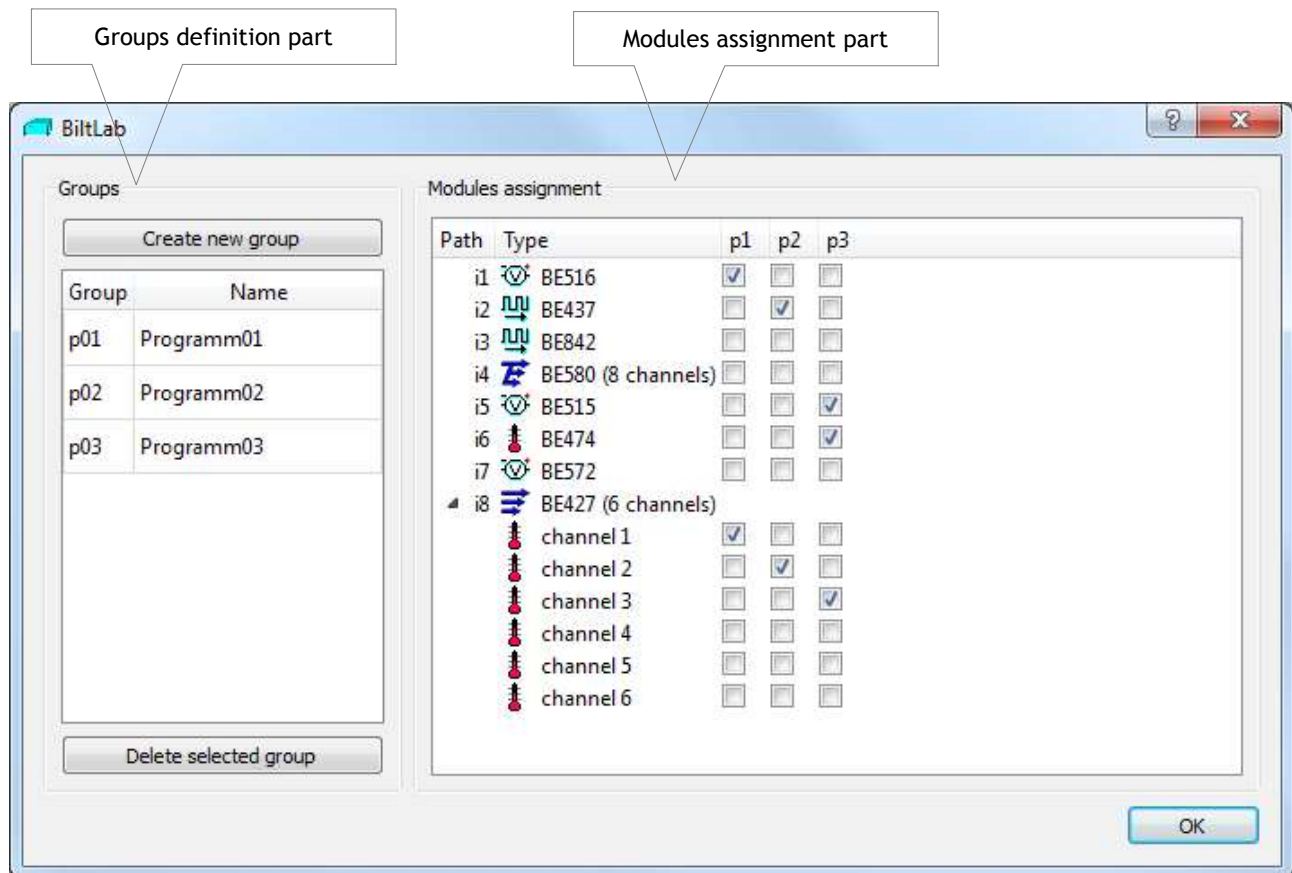 Groups definition part
Modules assignment part
BiltLab
Groups
Create new group
Group Name
p01 Programm01
p02 Programm02
p03 Programm03
Delete selected group
Modules assignment
Path Type p1 p2 p3
i1 BE516
i2 BE437
i3 BE842
i4 BE580 (8 channels)
i5 BE515
i6 BE474
i7 BE572
i8 BE427 (6 channels)
channel 1
channel 2
channel 3
channel 4
channel 5
channel 6
OK